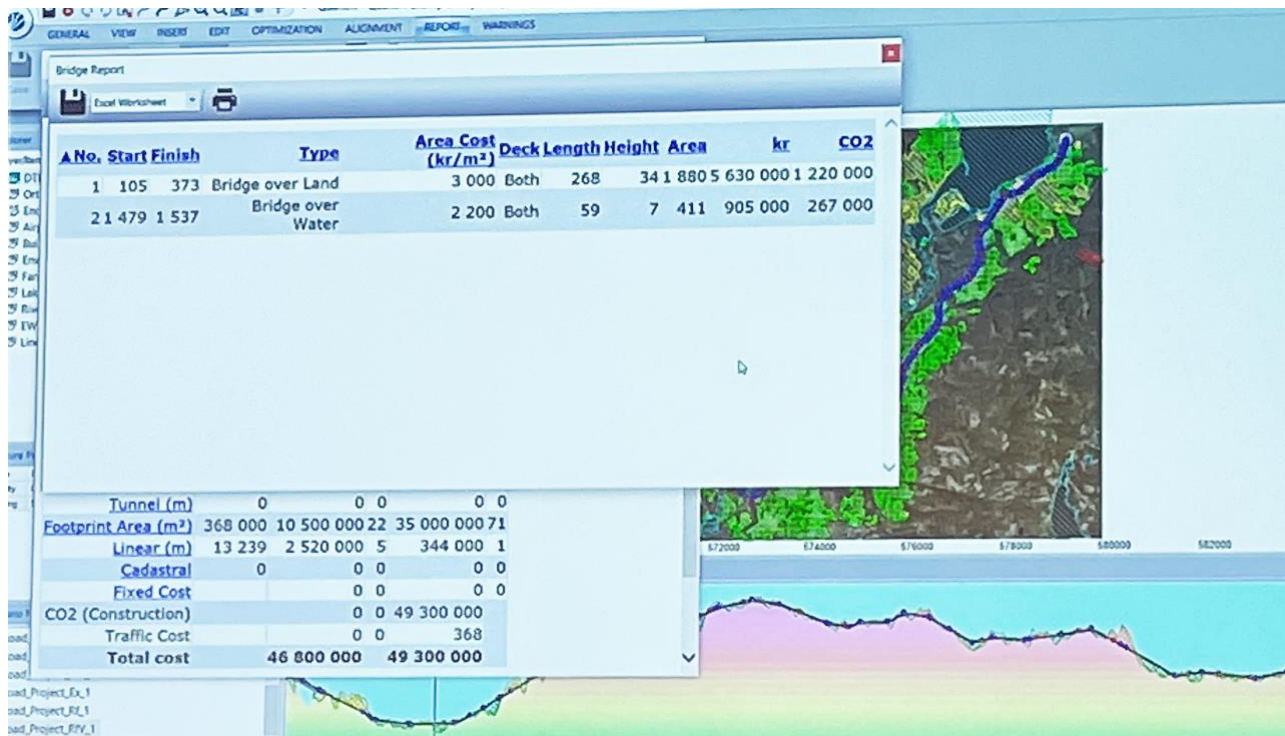 GENERAL VIEW INSERT EDIT OPTIMIZATION ALIGNMENT REPORT WARNINGS
Bridge Report
Excel Worksheet
▲No. Start Finish Type Area Cost (kr/m²) Deck Length Height Area kr CO2
1 105 373 Bridge over Land 3 000 Both 268 34 1 880 5 630 000 1 220 000
2 1 479 1 537 Bridge over Water 2 200 Both 59 7 411 905 000 267 000
Tunnel (m) 0 0 0 0 0
Footprint Area (m²) 368 000 10 500 000 22 35 000 000 71
Linear (m) 13 239 2 520 000 5 344 000 1
Cadastral 0 0 0 0 0
Fixed Cost 0 0 0 0
CO2 (Construction) 0 0 49 300 000
Traffic Cost 0 0 368
Total cost 46 800 000 49 300 000
572000 574000 576000 578000 580000 582000
oad_Project_Ex_1
oad_Project_Rf_1
oad_Project_RfV_1